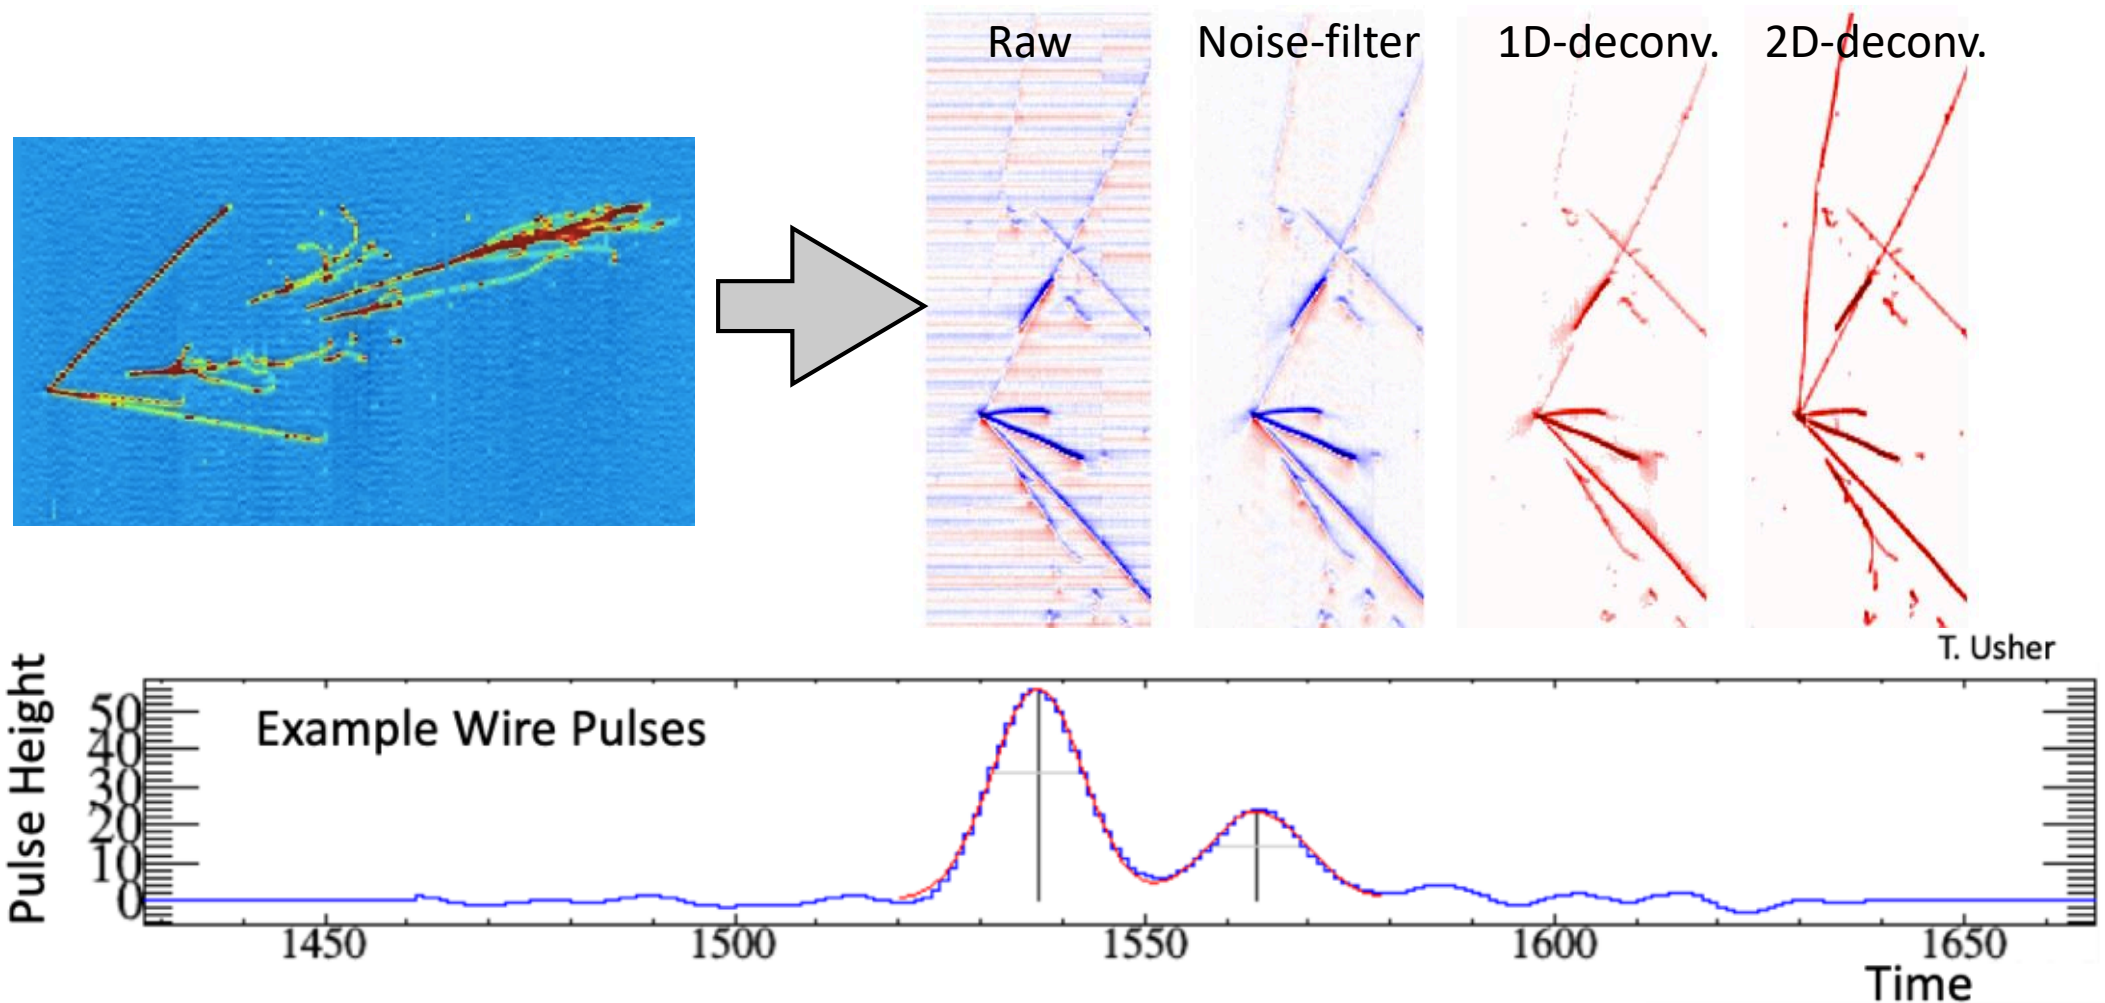 Raw
Noise-filter
1D-deconv.
2D-deconv.
T. Usher
Example Wire Pulses
Pulse Height
50
40
30
20
10
0
1450
1500
1550
1600
1650
Time